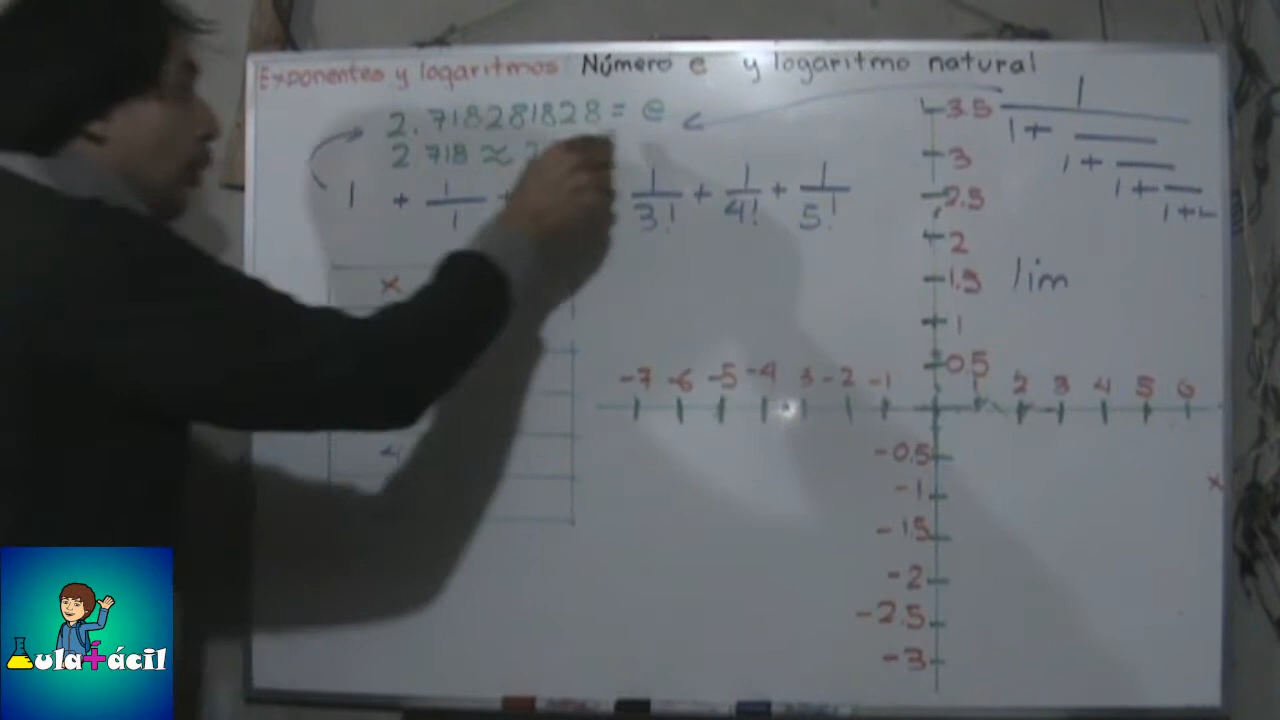 Exponentes y logaritmos Número e y logaritmo natural
2.718281828 = e
2 718 ≈
1 + 1/1 + 1/3! + 1/4! + 1/5!
1
1+
1+
1+
1+
x
3.5
3
2.5
2
1.5 lim
1
0.5
-7 -6 -5 -4 3 -2 -1 1 2 3 4 5 6
-0.5
-1
x
-1.5
-2
-2.5
-3
Aula+ácil